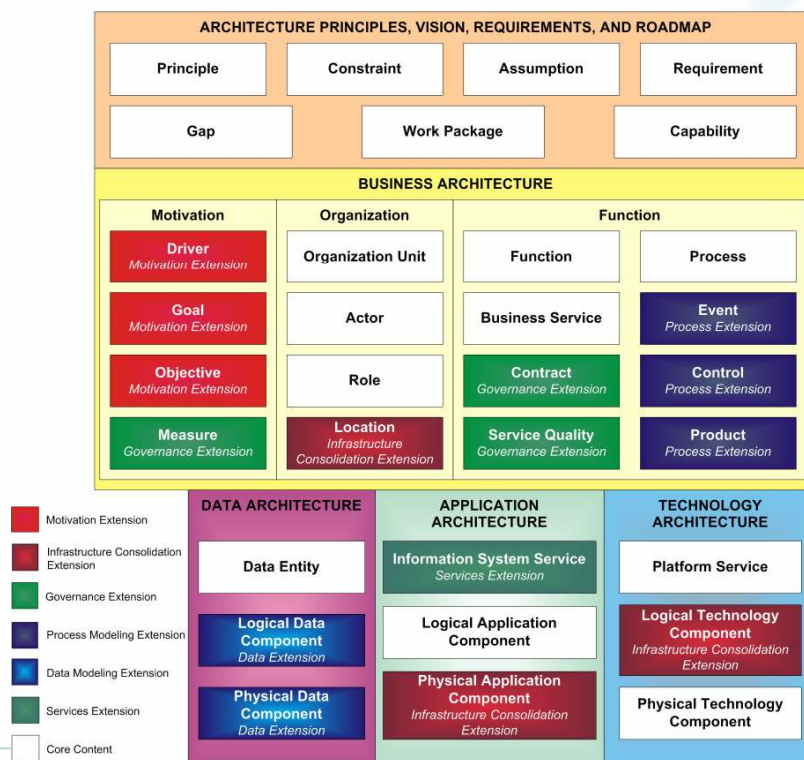 ARCHITECTURE PRINCIPLES, VISION, REQUIREMENTS, AND ROADMAP
Principle
Constraint
Assumption
Requirement
Gap
Work Package
Capability
BUSINESS ARCHITECTURE
Motivation
Driver
Motivation Extension
Goal
Motivation Extension
Objective
Motivation Extension
Measure
Governance Extension
Organization
Organization Unit
Actor
Role
Location
Infrastructure
Consolidation Extension
Function
Function
Business Service
Contract
Governance Extension
Service Quality
Governance Extension
Process
Event
Process Extension
Control
Process Extension
Product
Process Extension
Motivation Extension
Infrastructure Consolidation
Extension
Governance Extension
Process Modeling Extension
Data Modeling Extension
Services Extension
Core Content
DATA ARCHITECTURE
Data Entity
Logical Data
Component
Data Extension
Physical Data
Component
Data Extension
APPLICATION
ARCHITECTURE
Information System Service
Services Extension
Logical Application
Component
Physical Application
Component
Infrastructure Consolidation
Extension
TECHNOLOGY
ARCHITECTURE
Platform Service
Logical Technology
Component
Infrastructure Consolidation
Extension
Physical Technology
Component